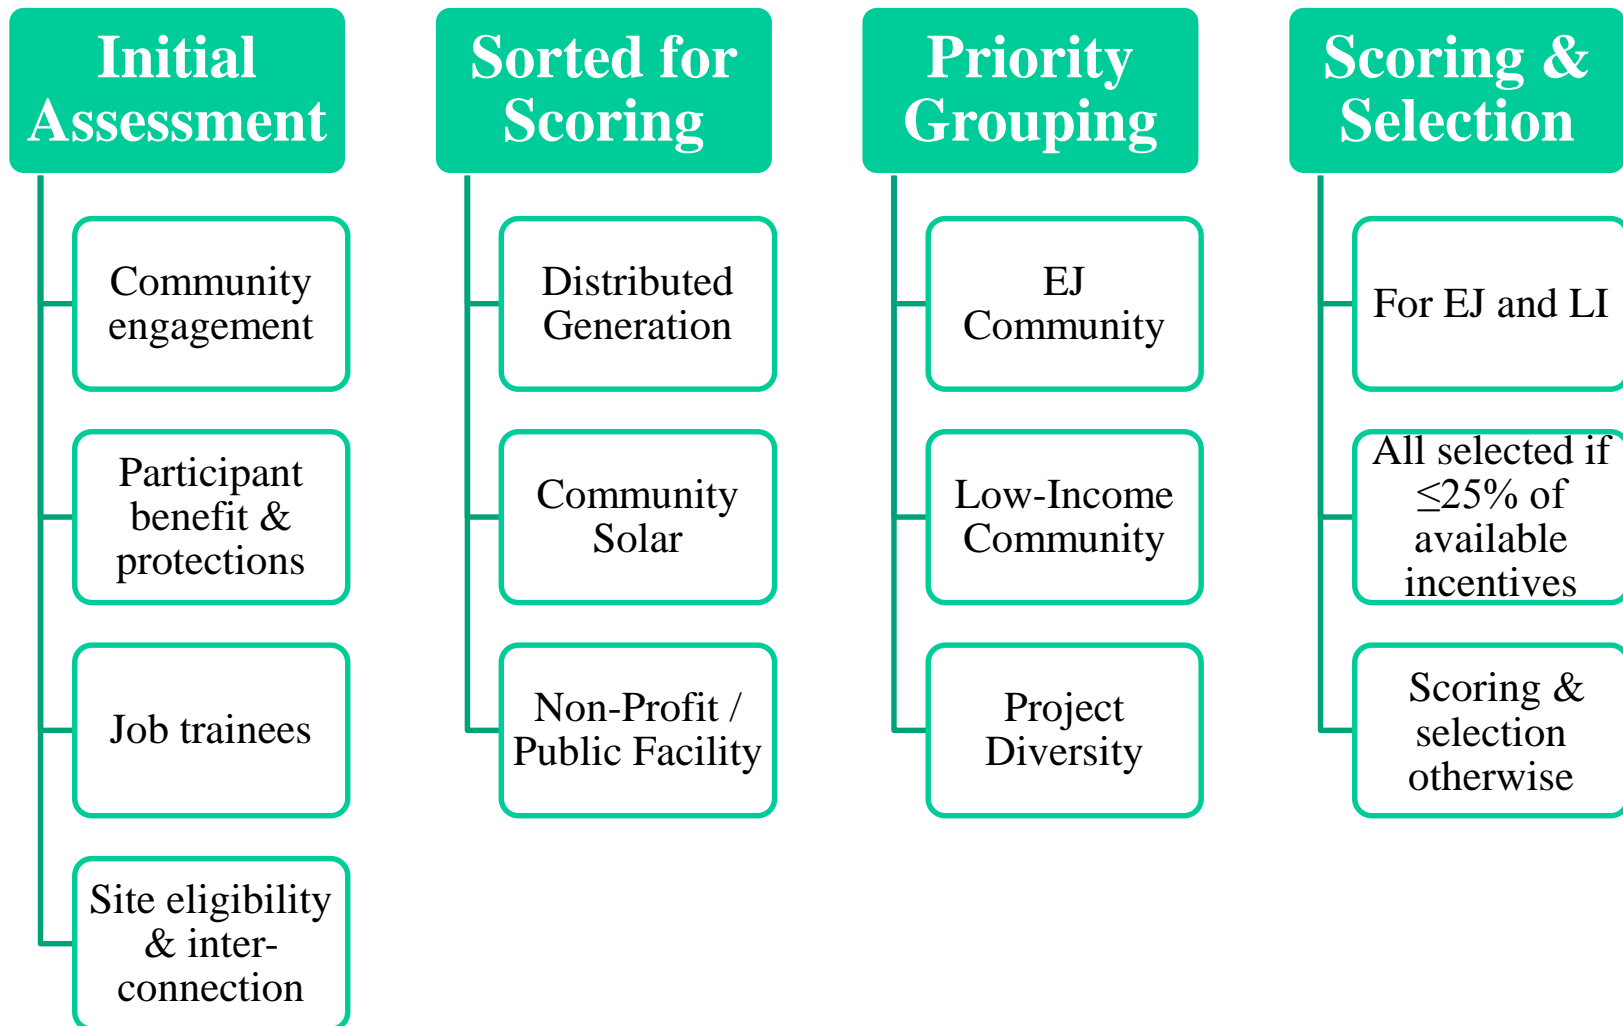 Initial
Assessment
Community
engagement
Participant
benefit &
protections
Job trainees
Site eligibility
& inter-
connection
Sorted for
Scoring
Distributed
Generation
Community
Solar
Non-Profit /
Public Facility
Priority
Grouping
EJ
Community
Low-Income
Community
Project
Diversity
Scoring &
Selection
For EJ and LI
All selected if
≤25% of
available
incentives
Scoring &
selection
otherwise